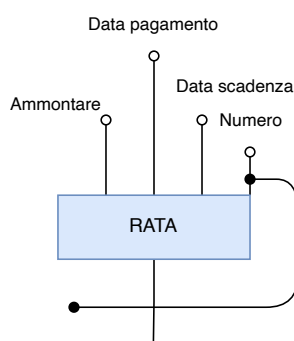 Data pagamento
Data scadenza
Ammontare
Numero
RATA